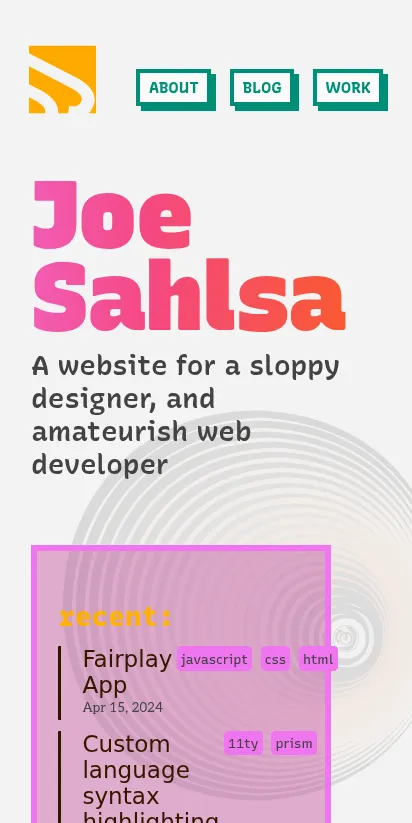 ABOUT BLOG WORK
Joe
Sahlsa
A website for a sloppy
designer, and
amateurish web
developer
recent:
Fairplay javascript css html
App
Apr 15, 2024
Custom 11ty prism
language
syntax
highlighting